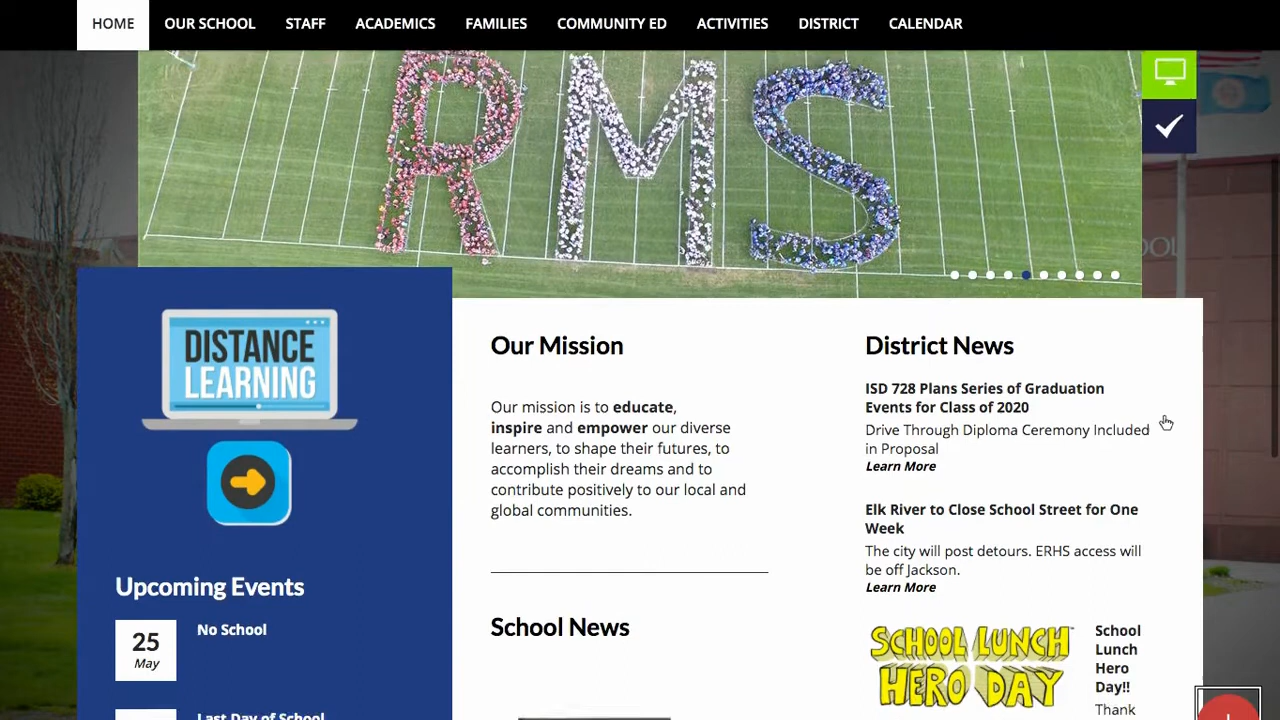 HOME OUR SCHOOL STAFF ACADEMICS FAMILIES COMMUNITY ED ACTIVITIES DISTRICT CALENDAR
RMS
DISTANCE
LEARNING
Upcoming Events
25
May
No School
Last Day of School
Our Mission
Our mission is to educate,
inspire and empower our diverse
learners, to shape their futures, to
accomplish their dreams and to
contribute positively to our local and
global communities.
School News
District News
ISD 728 Plans Series of Graduation
Events for Class of 2020
Drive Through Diploma Ceremony Included
in Proposal
Learn More
Elk River to Close School Street for One
Week
The city will post detours. ERHS access will
be off Jackson.
Learn More
SCHOOL LUNCH
HERO DAY
School
Lunch
Hero
Day!!
Thank